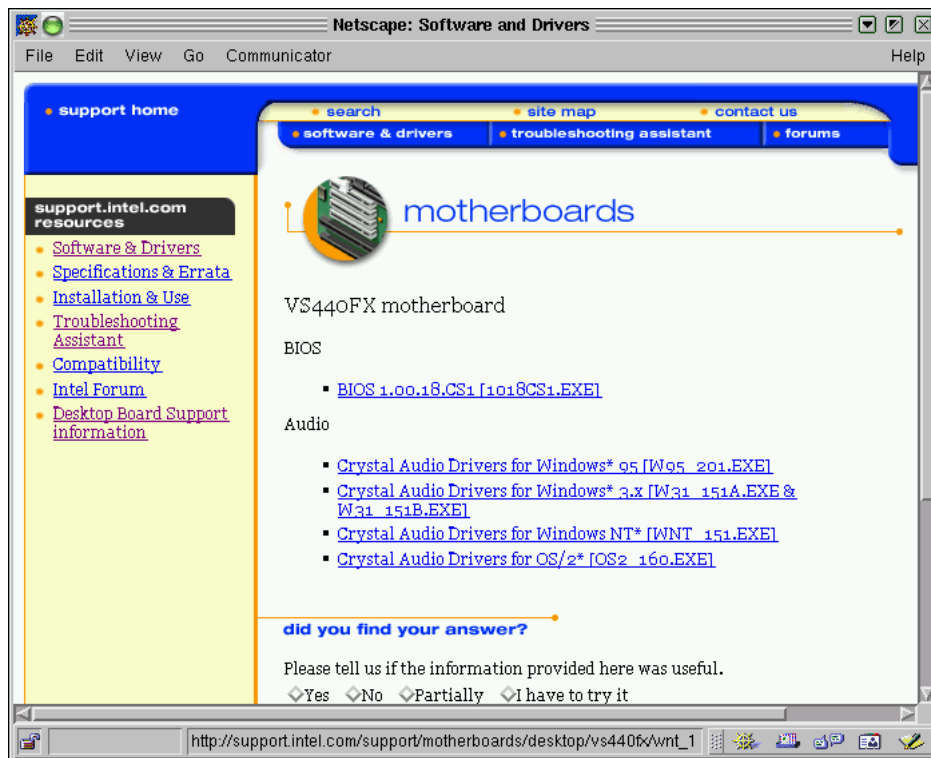 Netscape: Software and Drivers
File Edit View Go Communicator Help
support home
search site map contact us
software & drivers troubleshooting assistant forums
support.intel.com
resources
Software & Drivers
Specifications & Errata
Installation & Use
Troubleshooting
Assistant
Compatibility
Intel Forum
Desktop Board Support
information
motherboards
VS440FX motherboard
BIOS
BIOS 1.00.18.CS1 [1018CS1.EXE]
Audio
Crystal Audio Drivers for Windows* 95 [W95_201.EXE]
Crystal Audio Drivers for Windows* 3.x [W31_151A.EXE &
W31_151B.EXE]
Crystal Audio Drivers for Windows NT* [WNT_151.EXE]
Crystal Audio Drivers for OS/2* [OS2_160.EXE]
did you find your answer?
Please tell us if the information provided here was useful.
Yes No Partially I have to try it
http://support.intel.com/support/motherboards/desktop/vs440fx/wnt_1